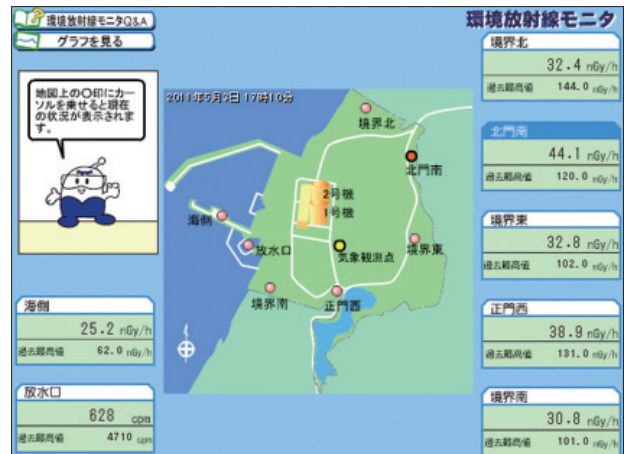 環境放射線モニタQ&A
グラフを見る
環境放射線モニタ
地図上の〇印にカー
ソルを乗せると現在
の状況が表示されま
す。
2011年5月3日 17時10分
境界北
北門南
2号機
1号機
海側
放水口
気象観測点
境界東
境界南
正門西
境界北
32.4 nGy/h
過去最高値 144.0 nGy/h
北門南
44.1 nGy/h
過去最高値 120.0 nGy/h
境界東
32.8 nGy/h
過去最高値 102.0 nGy/h
正門西
38.9 nGy/h
過去最高値 131.0 nGy/h
境界南
30.8 nGy/h
過去最高値 101.0 nGy/h
海側
25.2 nGy/h
過去最高値 62.0 nGy/h
放水口
628 cpm
過去最高値 4710 cpm